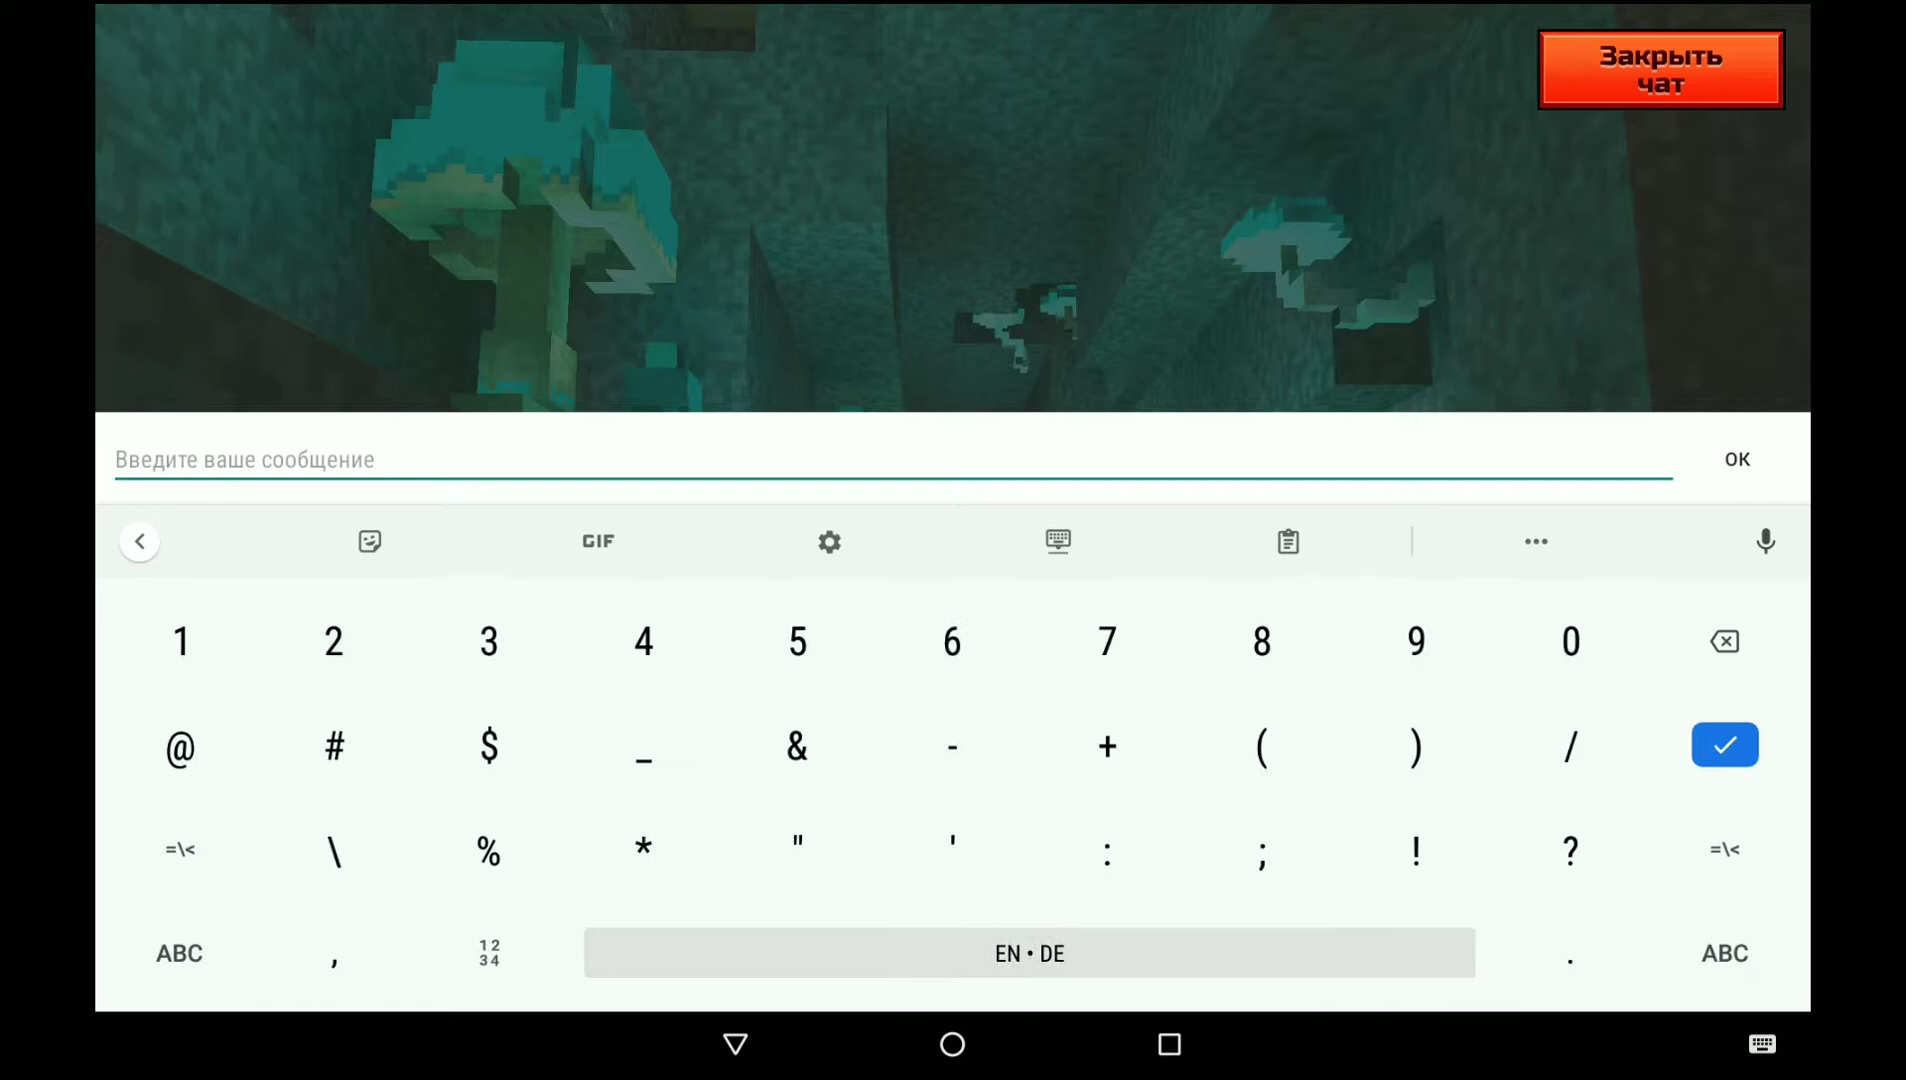 Закрыть
чат
Введите ваше сообщение
OK
GIF
1 2 3 4 5 6 7 8 9 0
@ # $ _ & - + ( ) /
=\< \ % * " ' : ; ! ? =\<
ABC , 12 34 EN • DE . ABC